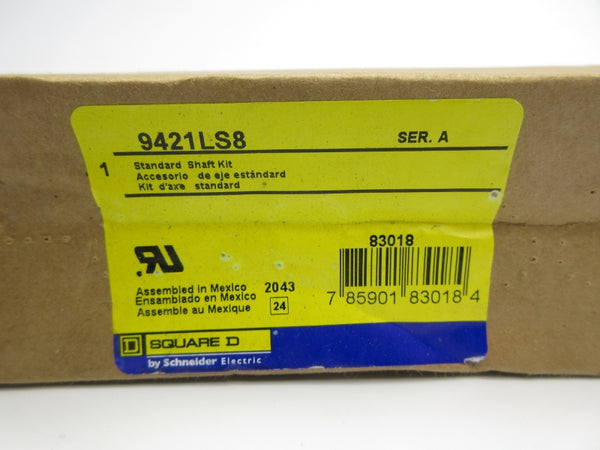 9421LS8 SER. A
1 Standard Shaft Kit
Accesorio de eje estándard
Kit d'axe standard
83018
Assembled in Mexico 2043
Ensamblado en Mexico
Assemble au Mexique 24
7 85901 83018 4
SQUARE D
by Schneider Electric